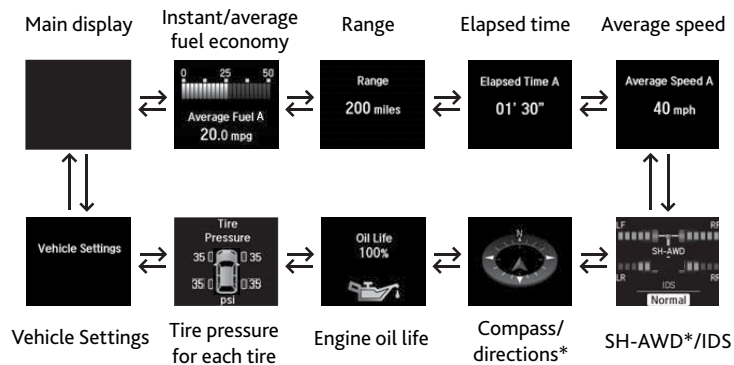 Main display
Instant/average
fuel economy
Range
Elapsed time
Average speed
0 25 50
Average Fuel A
20.0 mpg
Range
200 miles
Elapsed Time A
01' 30"
Average Speed A
40 mph
Vehicle Settings
Tire
Pressure
35 35
35 35
psi
Oil Life
100%
N
LF RF
SH-AWD
LR RR
IDS
Normal
Vehicle Settings
Tire pressure
for each tire
Engine oil life
Compass/
directions*
SH-AWD*/IDS